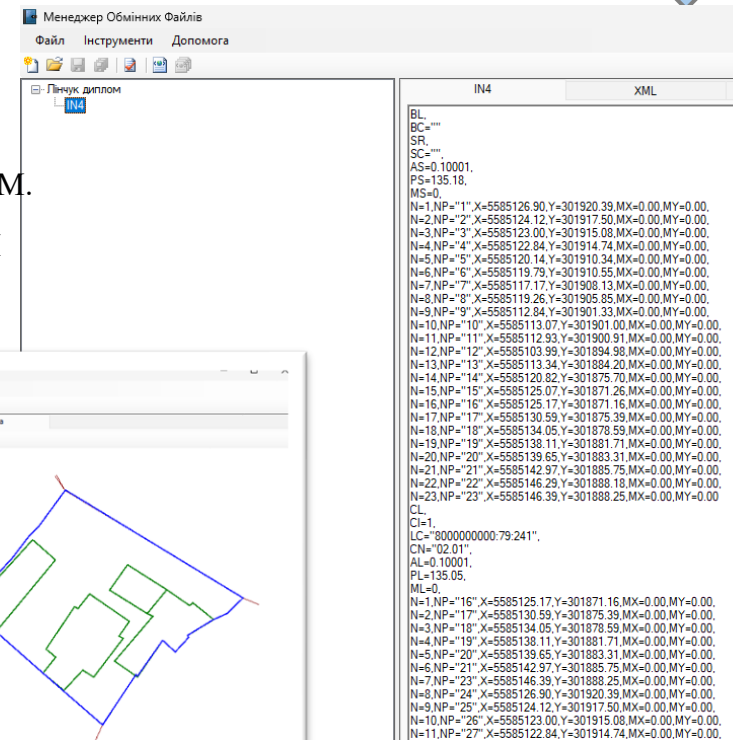 Менеджер Обмінних Файлів
Файл Інструменти Допомога
Лінчук диплом
IN4
М.
IN4 XML
BL,
BC=""
SR,
SC="",
AS=0.10001,
PS=135.18,
MS=0,
N=1,NP="1",X=5585126.90,Y=301920.39,MX=0.00,MY=0.00,
N=2,NP="2",X=5585124.12,Y=301917.50,MX=0.00,MY=0.00,
N=3,NP="3",X=5585123.00,Y=301915.08,MX=0.00,MY=0.00,
N=4,NP="4",X=5585122.84,Y=301914.74,MX=0.00,MY=0.00,
N=5,NP="5",X=5585120.14,Y=301910.34,MX=0.00,MY=0.00,
N=6,NP="6",X=5585119.79,Y=301910.55,MX=0.00,MY=0.00,
N=7,NP="7",X=5585117.17,Y=301908.13,MX=0.00,MY=0.00,
N=8,NP="8",X=5585119.26,Y=301905.85,MX=0.00,MY=0.00,
N=9,NP="9",X=5585112.84,Y=301901.33,MX=0.00,MY=0.00,
N=10,NP="10",X=5585113.07,Y=301901.00,MX=0.00,MY=0.00,
N=11,NP="11",X=5585112.93,Y=301900.91,MX=0.00,MY=0.00,
N=12,NP="12",X=5585103.99,Y=301894.98,MX=0.00,MY=0.00,
N=13,NP="13",X=5585113.34,Y=301884.20,MX=0.00,MY=0.00,
N=14,NP="14",X=5585120.82,Y=301875.70,MX=0.00,MY=0.00,
N=15,NP="15",X=5585125.07,Y=301871.26,MX=0.00,MY=0.00,
N=16,NP="16",X=5585125.17,Y=301871.16,MX=0.00,MY=0.00,
N=17,NP="17",X=5585130.59,Y=301875.39,MX=0.00,MY=0.00,
N=18,NP="18",X=5585134.05,Y=301878.59,MX=0.00,MY=0.00,
N=19,NP="19",X=5585138.11,Y=301881.71,MX=0.00,MY=0.00,
N=20,NP="20",X=5585139.65,Y=301883.31,MX=0.00,MY=0.00,
N=21,NP="21",X=5585142.97,Y=301885.75,MX=0.00,MY=0.00,
N=22,NP="22",X=5585146.29,Y=301888.18,MX=0.00,MY=0.00,
N=23,NP="23",X=5585146.39,Y=301888.25,MX=0.00,MY=0.00
CL,
CI=1,
LC="8000000000:79:241",
CN="02.01",
AL=0.10001,
PL=135.05,
ML=0,
N=1,NP="16",X=5585125.17,Y=301871.16,MX=0.00,MY=0.00,
N=2,NP="17",X=5585130.59,Y=301875.39,MX=0.00,MY=0.00,
N=3,NP="18",X=5585134.05,Y=301878.59,MX=0.00,MY=0.00,
N=4,NP="19",X=5585138.11,Y=301881.71,MX=0.00,MY=0.00,
N=5,NP="20",X=5585139.65,Y=301883.31,MX=0.00,MY=0.00,
N=6,NP="21",X=5585142.97,Y=301885.75,MX=0.00,MY=0.00,
N=7,NP="23",X=5585146.39,Y=301888.25,MX=0.00,MY=0.00,
N=8,NP="24",X=5585126.90,Y=301920.39,MX=0.00,MY=0.00,
N=9,NP="25",X=5585124.12,Y=301917.50,MX=0.00,MY=0.00,
N=10,NP="26",X=5585123.00,Y=301915.08,MX=0.00,MY=0.00,
N=11,NP="27",X=5585122.84,Y=301914.74,MX=0.00,MY=0.00,